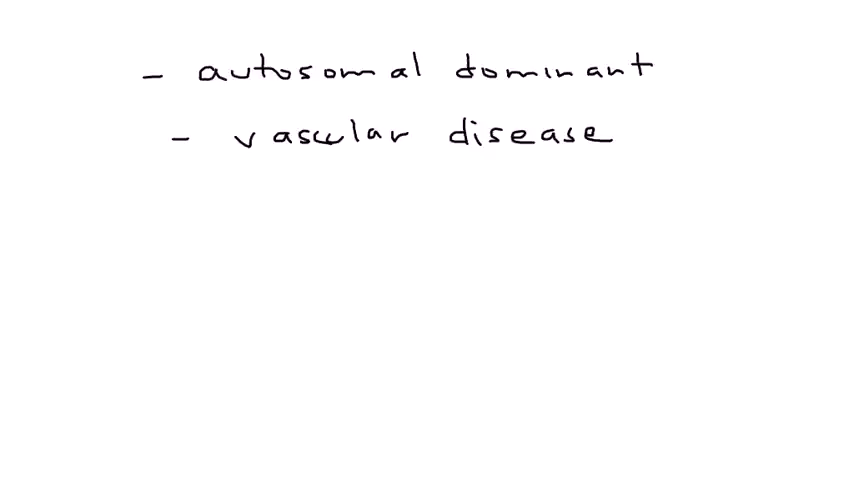 - autosomal dominant
- vascular disease